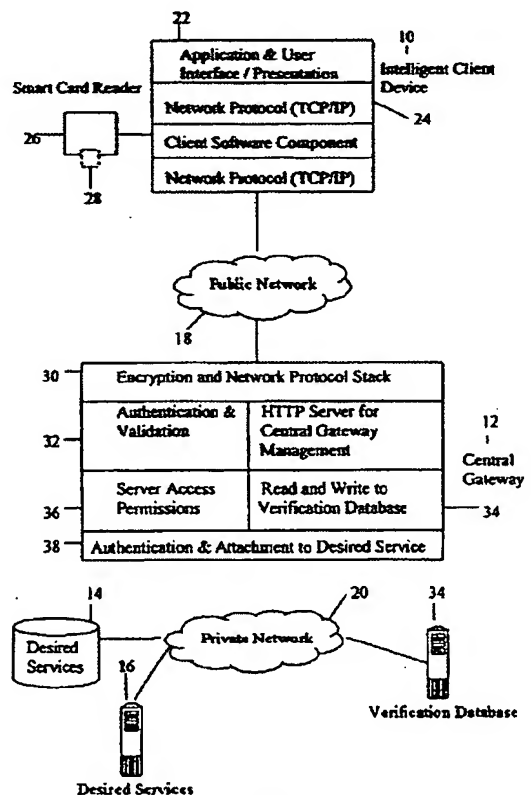 22
10
Application & User
Interface / Presentation
Intelligent Client
Device
Smart Card Reader
Network Protocol (TCP/IP)
24
26
Client Software Component
28
Network Protocol (TCP/IP)
Public Network
18
30
Encryption and Network Protocol Stack
12
Authentication &
Validation
HTTP Server for
Central Gateway
Management
32
Central
Gateway
Server Access
Permissions
Read and Write to
Verification Database
36
34
38
Authentication & Attachment to Desired Service
14
20
34
Desired
Services
Private Network
16
Verification Database
Desired Services